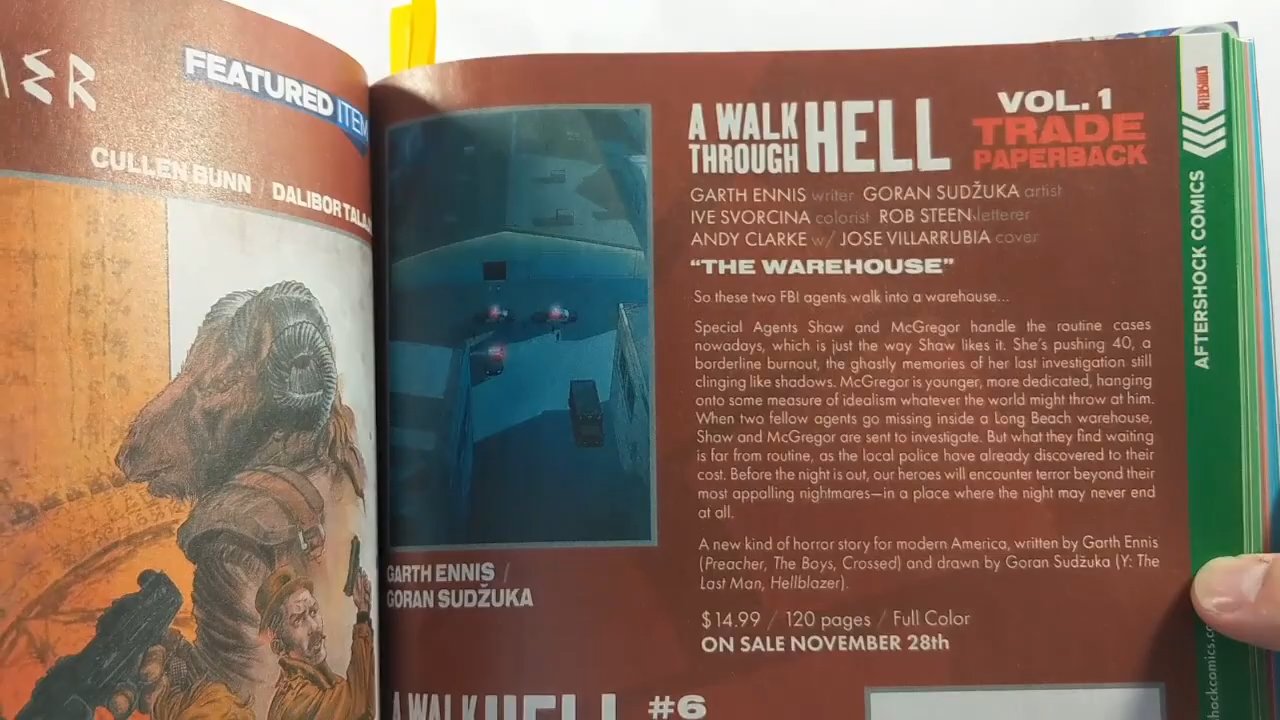 FEATURED ITEM
CULLEN BUNN / DALIBOR
A WALK
THROUGH HELL
VOL. 1
TRADE
PAPERBACK
GARTH ENNIS writer GORAN SUDŽUKA artist
IVE SVORCINA colorist ROB STEEN letterer
ANDY CLARKE w/ JOSE VILLARRUBIA cover
“THE WAREHOUSE”
So these two FBI agents walk into a warehouse...
Special Agents Shaw and McGregor handle the routine cases
nowadays, which is just the way Shaw likes it. She's pushing 40, a
borderline burnout, the ghostly memories of her last investigation still
clinging like shadows. McGregor is younger, more dedicated, hanging
onto some measure of idealism whatever the world might throw at him.
When two fellow agents go missing inside a Long Beach warehouse,
Shaw and McGregor are sent to investigate. But what they find waiting
is far from routine, as the local police have already discovered to their
cost. Before the night is out, our heroes will encounter terror beyond their
most appalling nightmares—in a place where the night may never end
at all.
A new kind of horror story for modern America, written by Garth Ennis
(Preacher, The Boys, Crossed) and drawn by Goran Sudžuka (Y: The
Last Man, Hellblazer).
$14.99 / 120 pages / Full Color
ON SALE NOVEMBER 28th
GARTH ENNIS /
GORAN SUDŽUKA
A WALK HELL #6
AFTERSHOCK
AFTERSHOCK COMICS